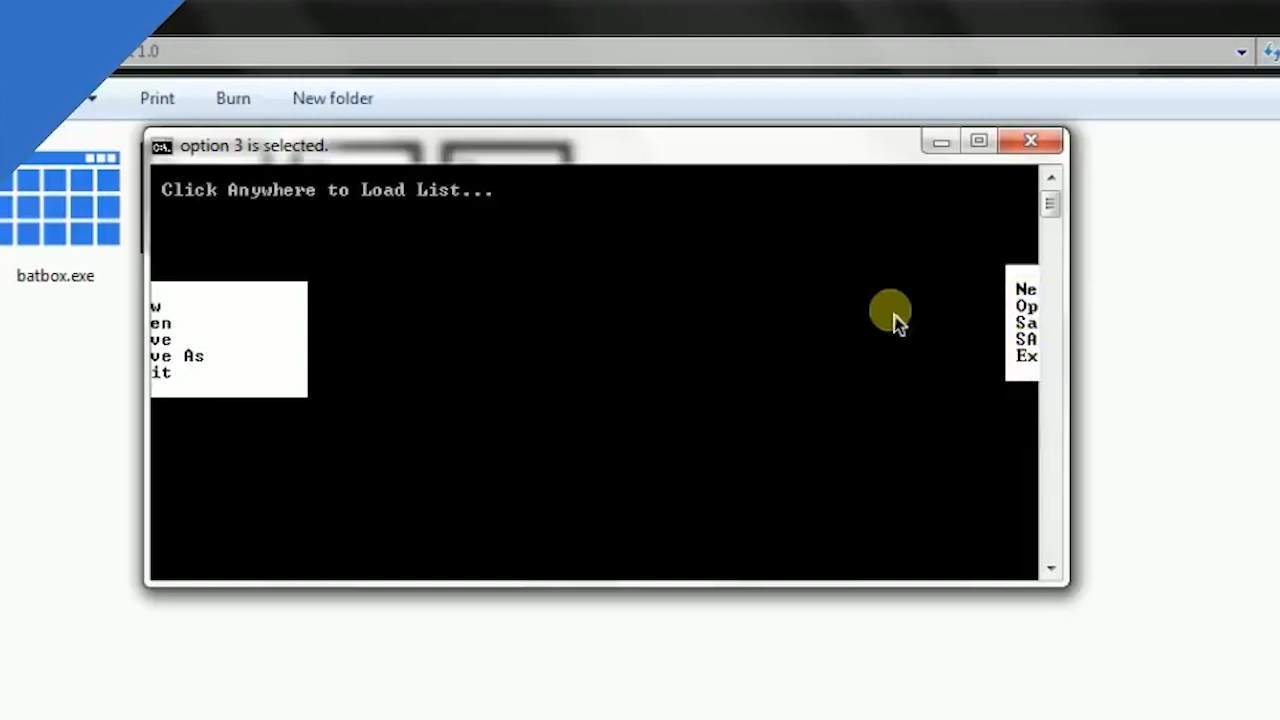 1.0
Print Burn New folder
option 3 is selected.
Click Anywhere to Load List...
batbox.exe
w
en
ve
ve As
it
Ne
Op
Sa
SA
Ex